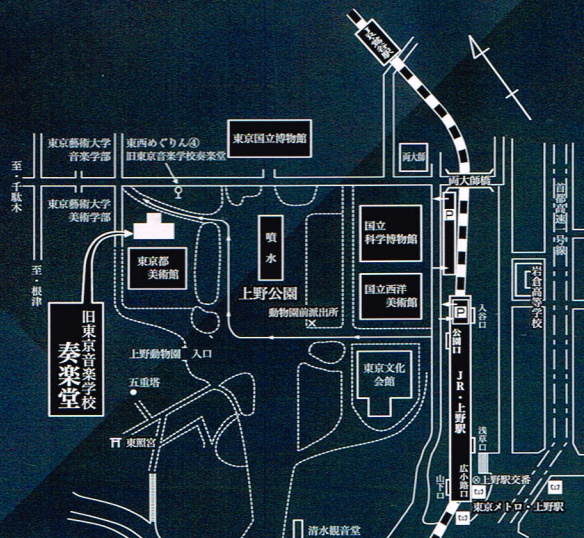 鶯谷駅
東京国立博物館
東京藝術大学
音楽学部
東西めぐりん④
旧東京音楽学校奏楽堂
両大師
至・千駄木
両大師橋
東京藝術大学
美術学部
P
首都高速一号線
噴水
国立
科学博物館
東京都
美術館
上野公園
国立西洋
美術館
岩倉高等学校
至・根津
動物園前派出所
P
入谷口
公園口
旧東京音楽学校
奏楽堂
上野動物園 入口
東京文化
会館
JR・上野駅
五重塔
東照宮
浅草口
広小路口
山下口
上野駅交番
東京メトロ・上野駅
清水観音堂